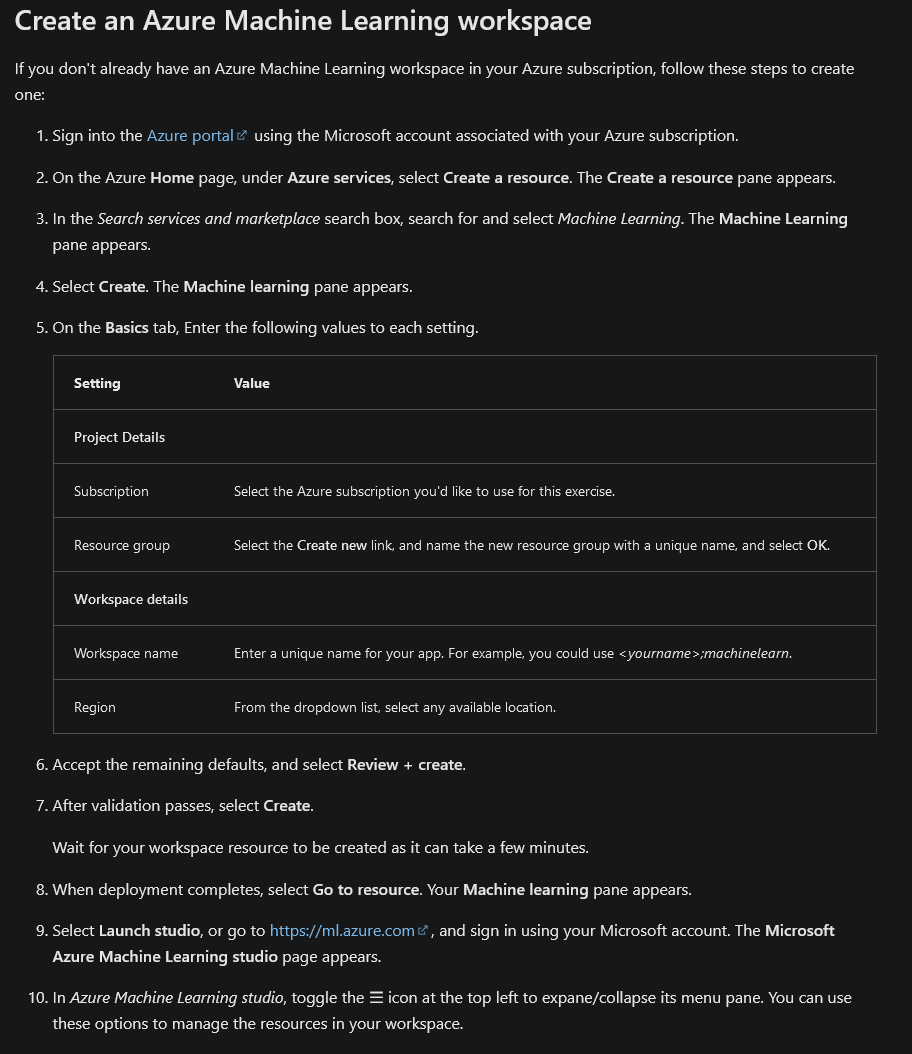 Create an Azure Machine Learning workspace
If you don't already have an Azure Machine Learning workspace in your Azure subscription, follow these steps to create
one:
1. Sign into the Azure portal using the Microsoft account associated with your Azure subscription.
2. On the Azure Home page, under Azure services, select Create a resource. The Create a resource pane appears.
3. In the Search services and marketplace search box, search for and select Machine Learning. The Machine Learning
pane appears.
4. Select Create. The Machine learning pane appears.
5. On the Basics tab, Enter the following values to each setting.
Setting Value
Project Details
Subscription Select the Azure subscription you'd like to use for this exercise.
Resource group Select the Create new link, and name the new resource group with a unique name, and select OK.
Workspace details
Workspace name Enter a unique name for your app. For example, you could use <yourname>;machinelearn.
Region From the dropdown list, select any available location.
6. Accept the remaining defaults, and select Review + create.
7. After validation passes, select Create.
Wait for your workspace resource to be created as it can take a few minutes.
8. When deployment completes, select Go to resource. Your Machine learning pane appears.
9. Select Launch studio, or go to https://ml.azure.com , and sign in using your Microsoft account. The Microsoft
Azure Machine Learning studio page appears.
10. In Azure Machine Learning studio, toggle the ☰ icon at the top left to expane/collapse its menu pane. You can use
these options to manage the resources in your workspace.